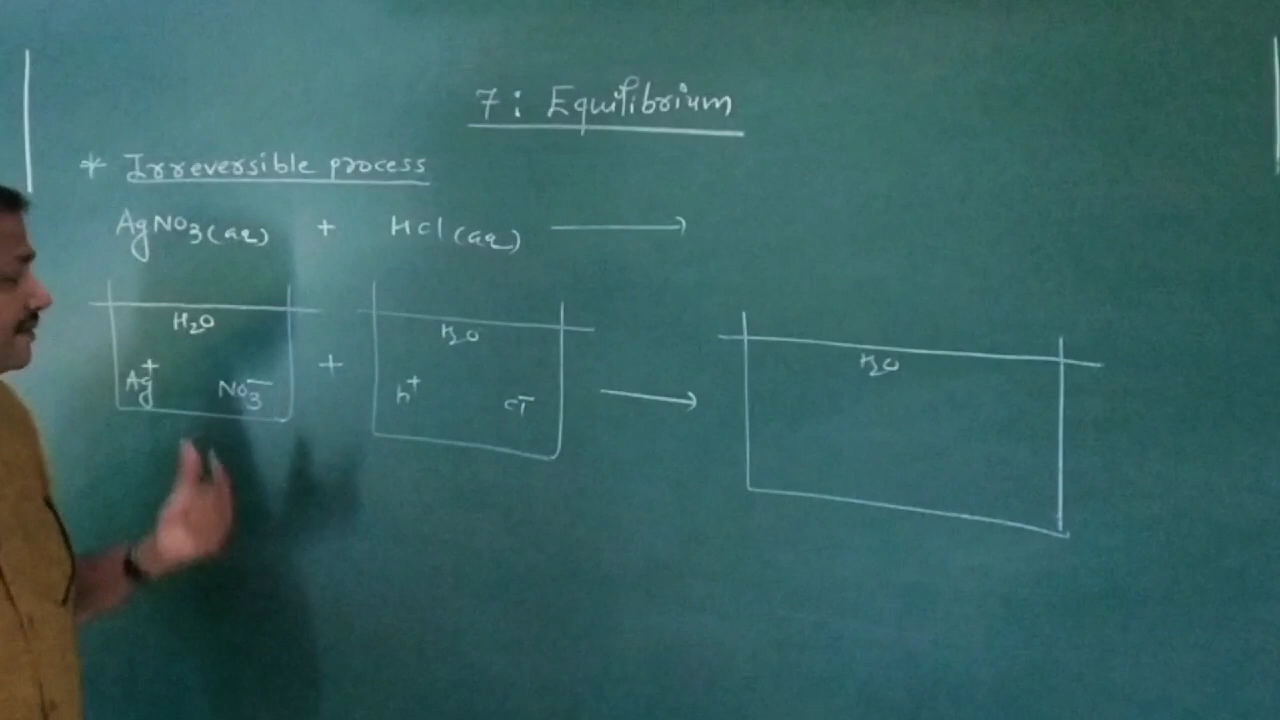 7: Equilibrium
* Irreversible process
AgNO₃(aq) + HCl(aq) ⟶
H₂O H₂O H₂O
Ag⁺ NO₃⁻ + h⁺ Cl⁻ ⟶